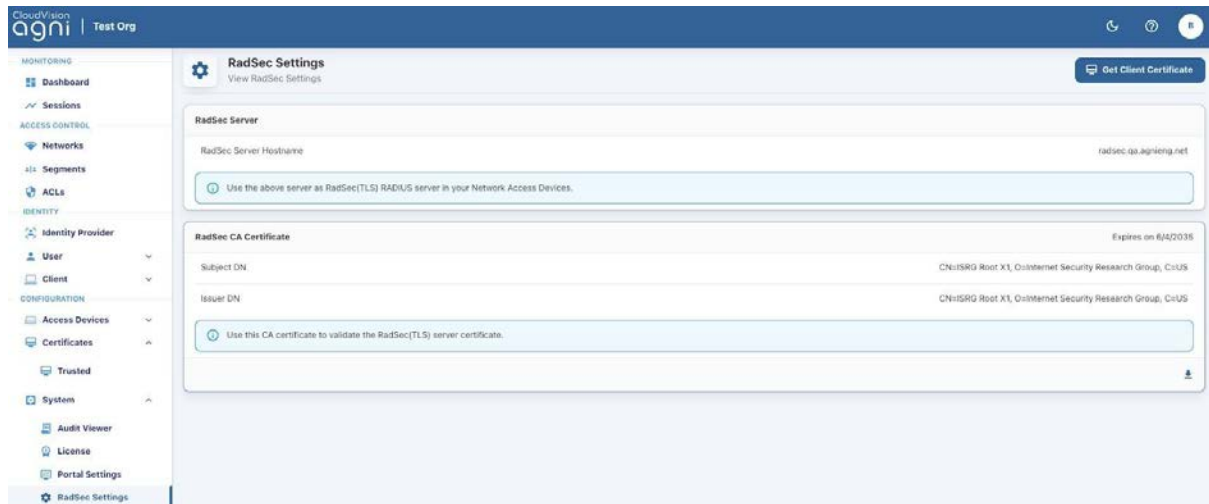 CloudVision
agni | Test Org
B
MONITORING
Dashboard
Sessions
ACCESS CONTROL
Networks
Segments
ACLs
IDENTITY
Identity Provider
User
Client
CONFIGURATION
Access Devices
Certificates
Trusted
System
Audit Viewer
License
Portal Settings
RadSec Settings
RadSec Settings
View RadSec Settings
Get Client Certificate
RadSec Server
RadSec Server Hostname radsec.qa.agnieng.net
Use the above server as RadSec(TLS) RADIUS server in your Network Access Devices.
RadSec CA Certificate Expires on 6/4/2035
Subject DN CN=ISRG Root X1, O=Internet Security Research Group, C=US
Issuer DN CN=ISRG Root X1, O=Internet Security Research Group, C=US
Use this CA certificate to validate the RadSec(TLS) server certificate.